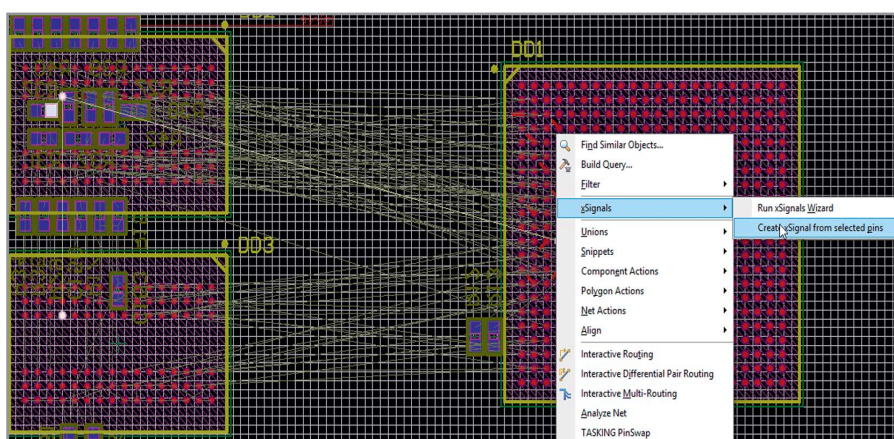 DD2
DD1
Find Similar Objects...
Build Query...
Filter
xSignals
Run xSignals Wizard
Create xSignal from selected pins
Unions
Snippets
DD3
Component Actions
Polygon Actions
Net Actions
Align
Interactive Routing
Interactive Differential Pair Routing
Interactive Multi-Routing
Analyze Net
TASKING PinSwap